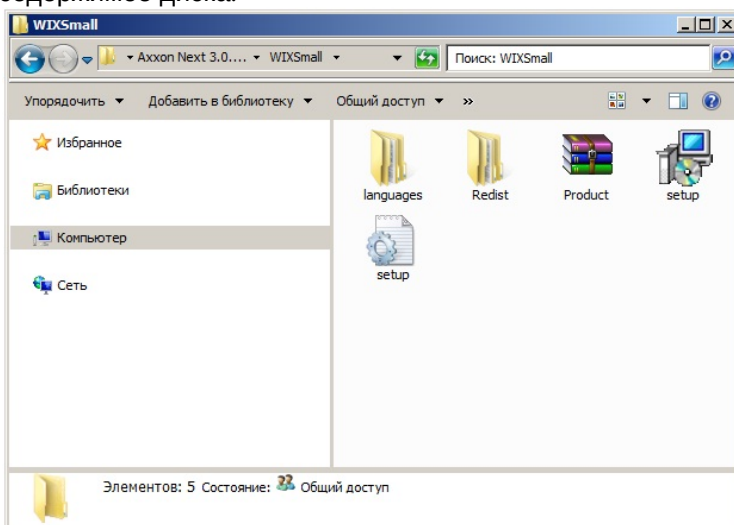 содержимое диска.
WIXSmall
Axxon Next 3.0.... WIXSmall Поиск: WIXSmall
Упорядочить Добавить в библиотеку Общий доступ »
Избранное
Библиотеки
Компьютер
Сеть
languages Redist Product setup
setup
Элементов: 5 Состояние: Общий доступ